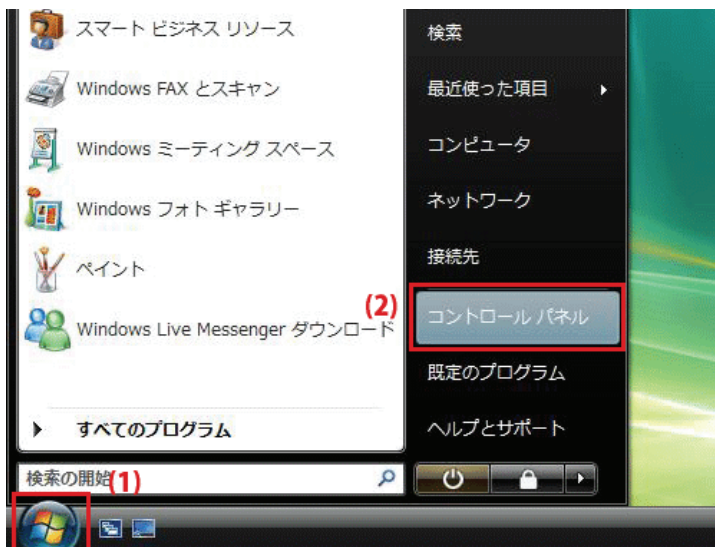 スマート ビジネス リソース
Windows FAX とスキャン
Windows ミーティング スペース
Windows フォト ギャラリー
ペイント
Windows Live Messenger ダウンロード
すべてのプログラム
検索の開始
(1)
検索
最近使った項目
コンピュータ
ネットワーク
接続先
(2)
コントロール パネル
既定のプログラム
ヘルプとサポート